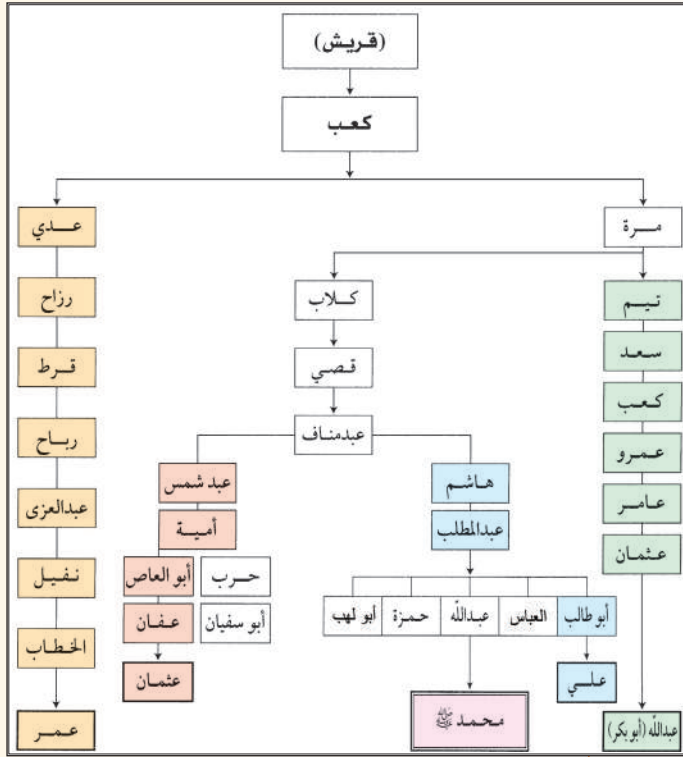 (قريش)
كعب
مرة
عدي
تيم
سعد
كعب
عمرو
عامر
عثمان
عبدالله (أبو بكر)
كلاب
قصي
عبدمناف
هاشم
عبدالمطلب
أبو طالب
العباس
عبدالله
حمزة
أبو لهب
علي
محمد ﷺ
عبد شمس
أمية
حرب
أبو العاص
أبو سفيان
عفان
عثمان
رزاح
قرط
رباح
عبدالعزى
نفيل
الخطاب
عمر